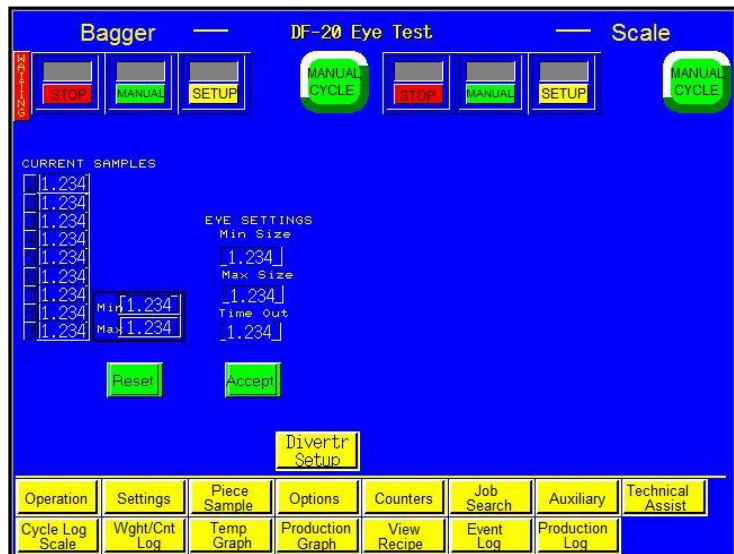 Bagger — DF-20 Eye Test — Scale
WAITING
STOP MANUAL SETUP MANUAL CYCLE STOP MANUAL SETUP MANUAL CYCLE
CURRENT SAMPLES
1.234
1.234
1.234
1.234
1.234
1.234
1.234
1.234
1.234
Min 1.234
Max 1.234
EYE SETTINGS
Min Size
1.234
Max Size
1.234
Time Out
1.234
Reset
Accept
Divertr
Setup
Operation Settings Piece Sample Options Counters Job Search Auxiliary Technical Assist
Cycle Log Scale Wght/Cnt Log Temp Graph Production Graph View Recipe Event Log Production Log